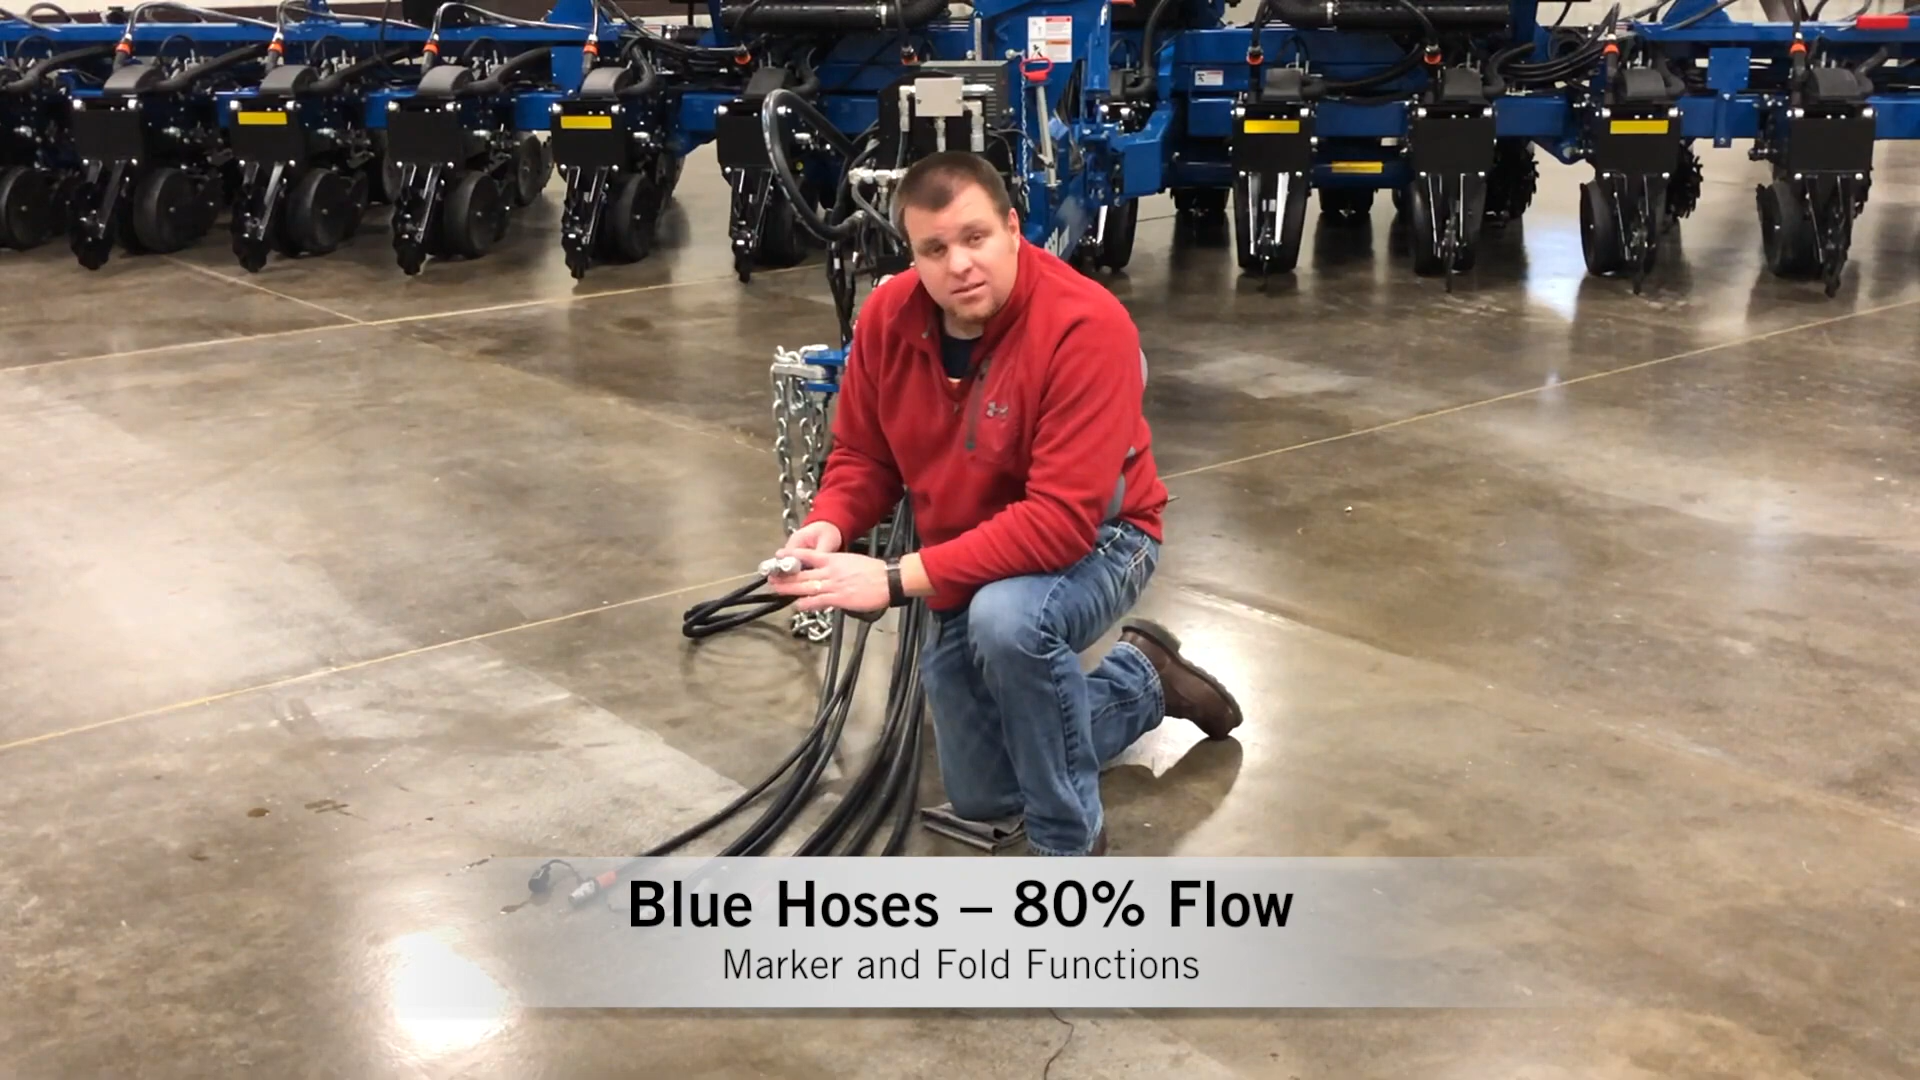 Blue Hoses – 80% Flow
Marker and Fold Functions